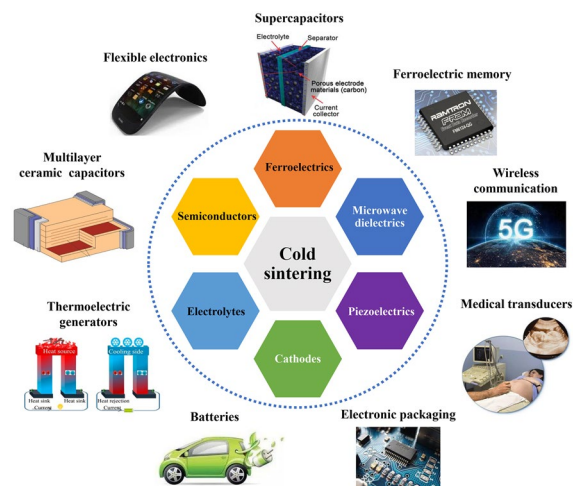 Supercapacitors
Electrolyte
Separator
Porous electrode
materials (carbon)
Current
collector
Flexible electronics
Ferroelectric memory
RAMTRON
F-RAM
Multilayer
ceramic capacitors
Wireless
communication
5G
Ferroelectrics
Semiconductors
Microwave
dielectrics
Cold
sintering
Electrolytes
Piezoelectrics
Cathodes
Thermoelectric
generators
Heat source
Cooling side
Heat sink
Heat sink
Current
Heat rejection
Current
Medical transducers
Batteries
Electronic packaging